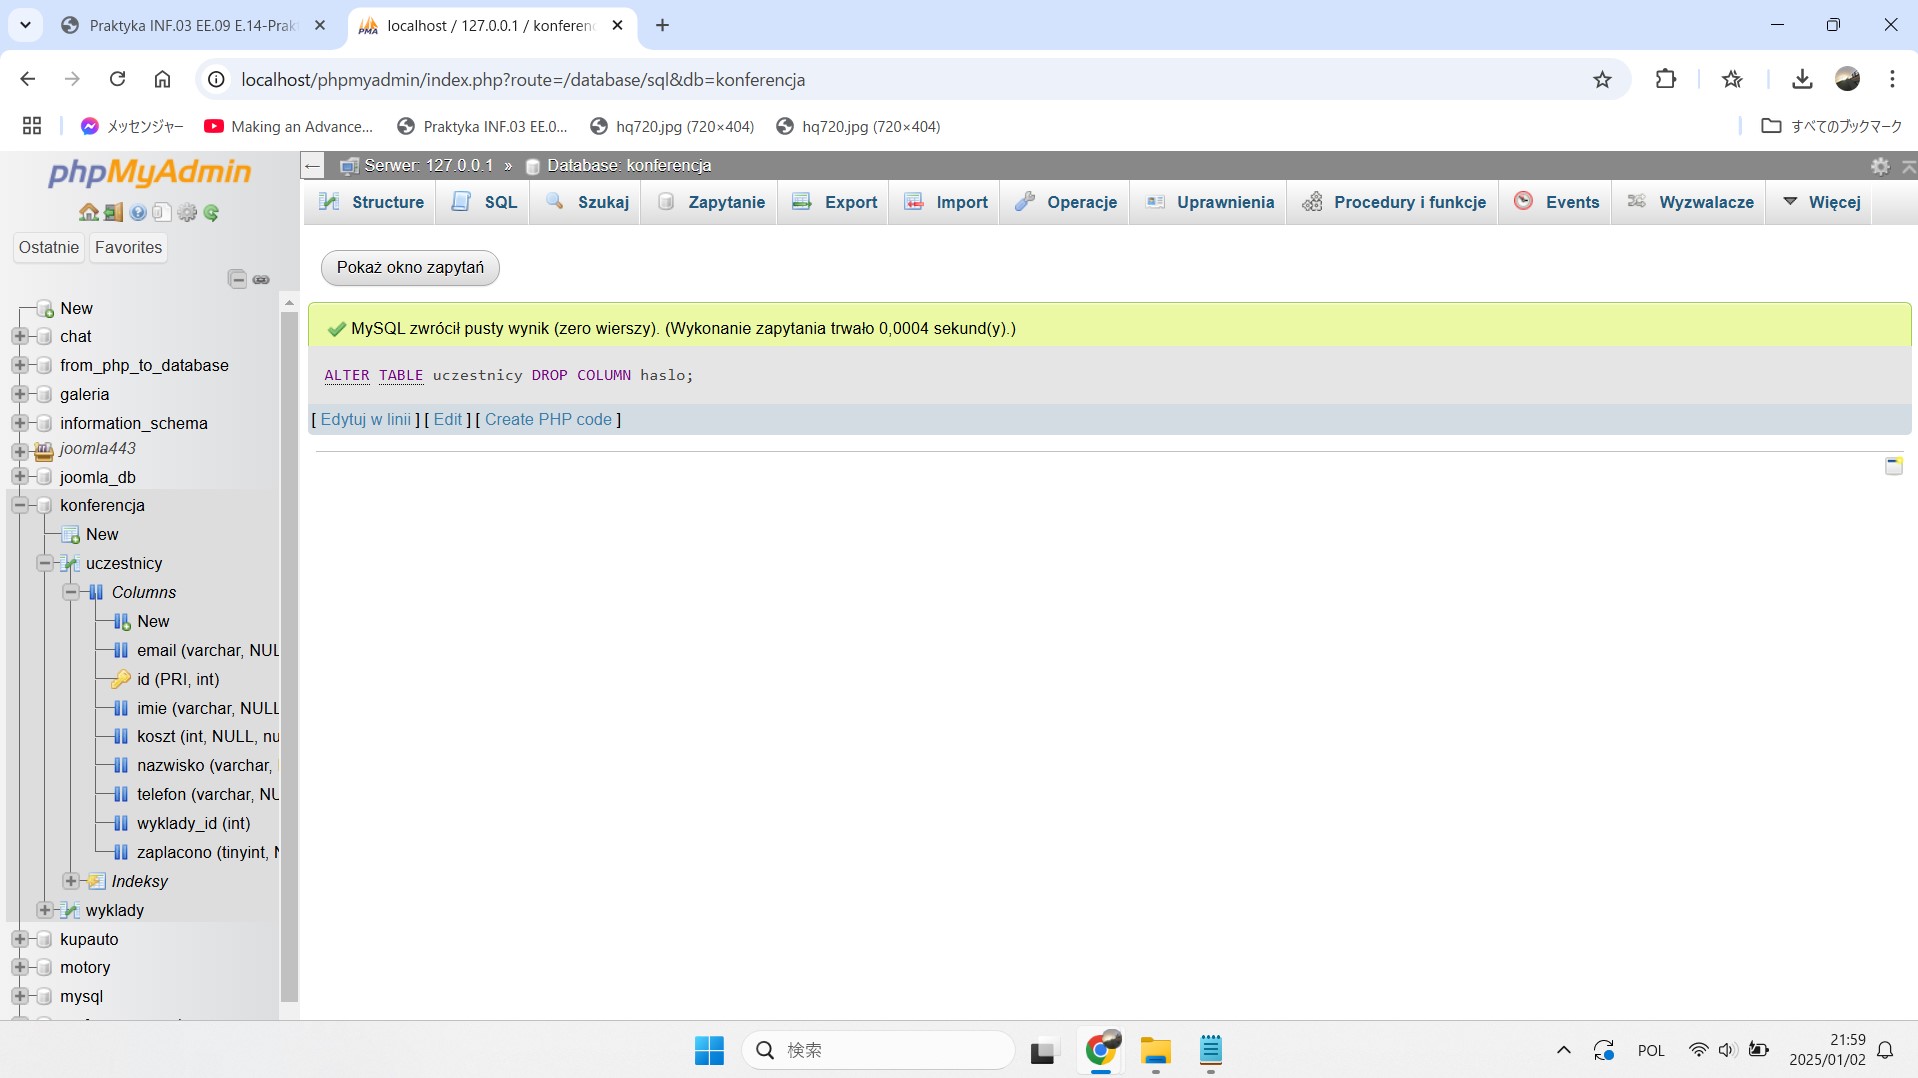 Praktyka INF.03 EE.09 E.14-Prakt
localhost / 127.0.0.1 / konferenc
localhost/phpmyadmin/index.php?route=/database/sql&db=konferencja
メッセンジャー
Making an Advance...
Praktyka INF.03 EE.0...
hq720.jpg (720×404)
hq720.jpg (720×404)
すべてのブックマーク
phpMyAdmin
Ostatnie
Favorites
New
chat
from_php_to_database
galeria
information_schema
joomla443
joomla_db
konferencja
New
uczestnicy
Columns
New
email (varchar, NUL
id (PRI, int)
imie (varchar, NULL
koszt (int, NULL, nu
nazwisko (varchar,
telefon (varchar, NU
wyklady_id (int)
zaplacono (tinyint, N
Indeksy
wyklady
kupauto
motory
mysql
Serwer: 127.0.0.1 » Database: konferencja
Structure
SQL
Szukaj
Zapytanie
Export
Import
Operacje
Uprawnienia
Procedury i funkcje
Events
Wyzwalacze
Więcej
Pokaż okno zapytań
MySQL zwrócił pusty wynik (zero wierszy). (Wykonanie zapytania trwało 0,0004 sekund(y).)
ALTER TABLE uczestnicy DROP COLUMN haslo;
[ Edytuj w linii ] [ Edit ] [ Create PHP code ]
検索
POL
21:59
2025/01/02